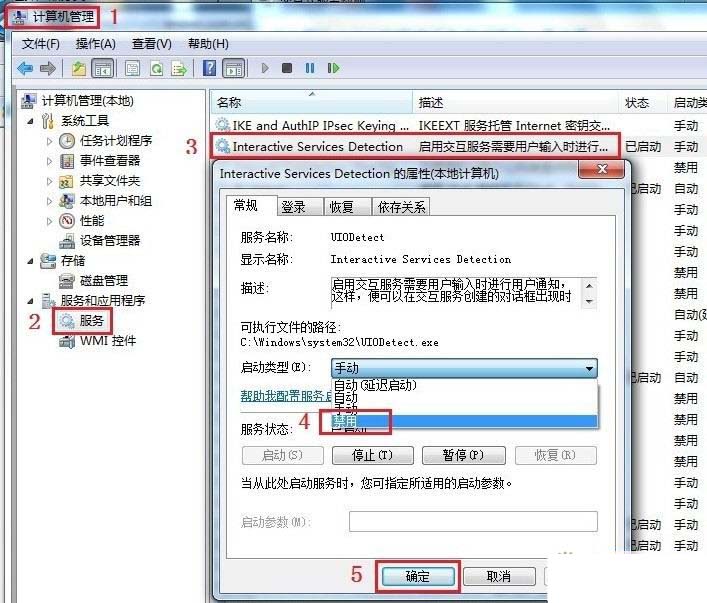 计算机管理 1
文件(F) 操作(A) 查看(V) 帮助(H)
计算机管理(本地)
系统工具
任务计划程序
事件查看器
共享文件夹
本地用户和组
性能
设备管理器
存储
磁盘管理
服务和应用程序
2 服务
WMI 控件
名称 描述 状态 启动类
IKE and AuthIP IPsec Keying ... IKEEXT 服务托管 Internet 密钥交... 手动
3 Interactive Services Detection 启用交互服务需要用户输入时进行... 已启动 手动
Interactive Services Detection 的属性(本地计算机)
常规 登录 恢复 依存关系
服务名称: UI0Detect
显示名称: Interactive Services Detection
描述: 启用交互服务需要用户输入时进行用户通知，
这样，便可以在交互服务创建的对话框出现时
可执行文件的路径:
C:\Windows\system32\UI0Detect.exe
启动类型(E): 手动
自动(延迟启动)
自动
手动
禁用
帮助我配置服务启
4
服务状态: 已启动
启动(S) 停止(T) 暂停(P) 恢复(R)
当从此处启动服务时，您可指定所适用的启动参数。
启动参数(M):
5 确定 取消
禁用
已启动 自动
手动
手动
手动
手动
禁用
禁用
自动(延
手动
手动
已启动 手动
禁用
禁用
禁用
禁用
手动
手动
已启动 手动
已启动 手动